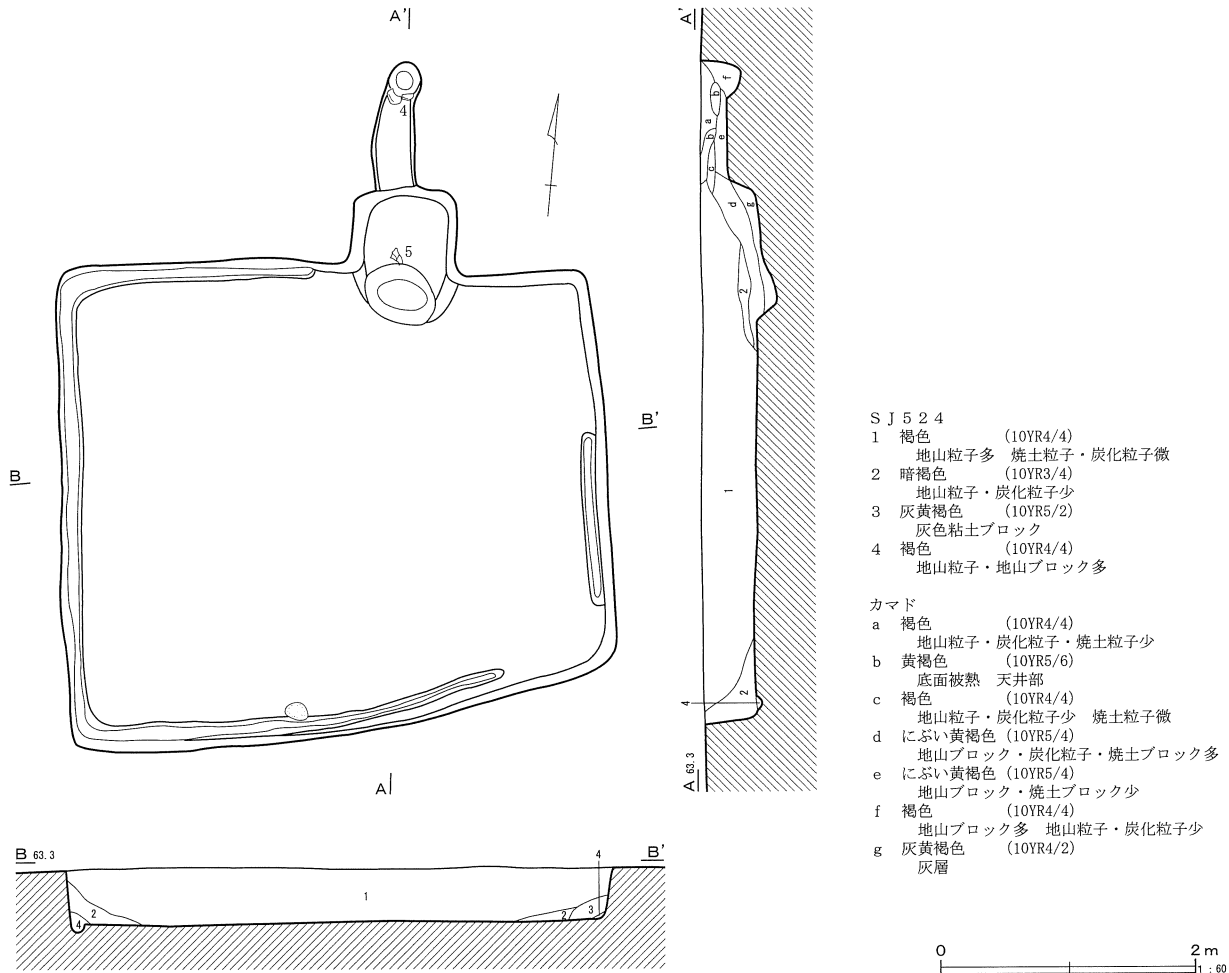 A'
4
5
B'
B
A
A'
f
b
a
b
e
c
d
g
2
1
2
4
A 63.3
B 63.3
B'
4
1
2
4
2
3
ＳＪ５２４
1 褐色 (10YR4/4)
地山粒子多 焼土粒子・炭化粒子微
2 暗褐色 (10YR3/4)
地山粒子・炭化粒子少
3 灰黄褐色 (10YR5/2)
灰色粘土ブロック
4 褐色 (10YR4/4)
地山粒子・地山ブロック多
カマド
a 褐色 (10YR4/4)
地山粒子・炭化粒子・焼土粒子少
b 黄褐色 (10YR5/6)
底面被熱 天井部
c 褐色 (10YR4/4)
地山粒子・炭化粒子少 焼土粒子微
d にぶい黄褐色 (10YR5/4)
地山ブロック・炭化粒子・焼土ブロック多
e にぶい黄褐色 (10YR5/4)
地山ブロック・焼土ブロック少
f 褐色 (10YR4/4)
地山ブロック多 地山粒子・炭化粒子少
g 灰黄褐色 (10YR4/2)
灰層
0 2 m
1 : 60